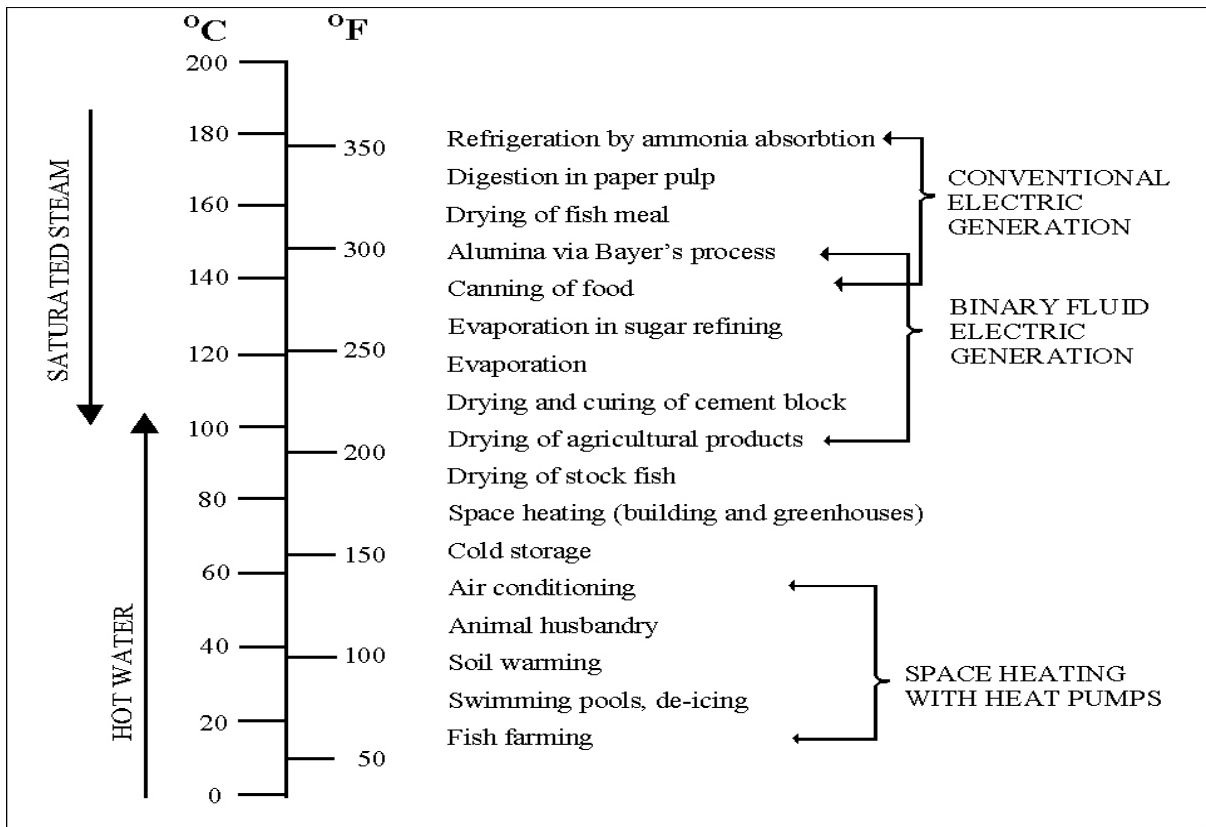 °C
°F
200
180
160
140
120
100
80
60
40
20
0
350
300
250
200
150
100
50
SATURATED STEAM
HOT WATER
Refrigeration by ammonia absorbtion
Digestion in paper pulp
Drying of fish meal
Alumina via Bayer's process
Canning of food
Evaporation in sugar refining
Evaporation
Drying and curing of cement block
Drying of agricultural products
Drying of stock fish
Space heating (building and greenhouses)
Cold storage
Air conditioning
Animal husbandry
Soil warming
Swimming pools, de-icing
Fish farming
CONVENTIONAL
ELECTRIC
GENERATION
BINARY FLUID
ELECTRIC
GENERATION
SPACE HEATING
WITH HEAT PUMPS